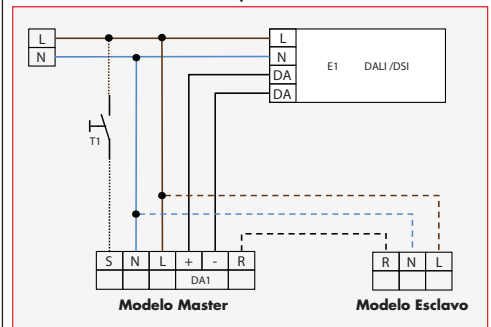 L
L
N
N
DA
DA
E1 DALI /DSI
T1
S N L + - R
DA1
R N L
Modelo Master
Modelo Esclavo